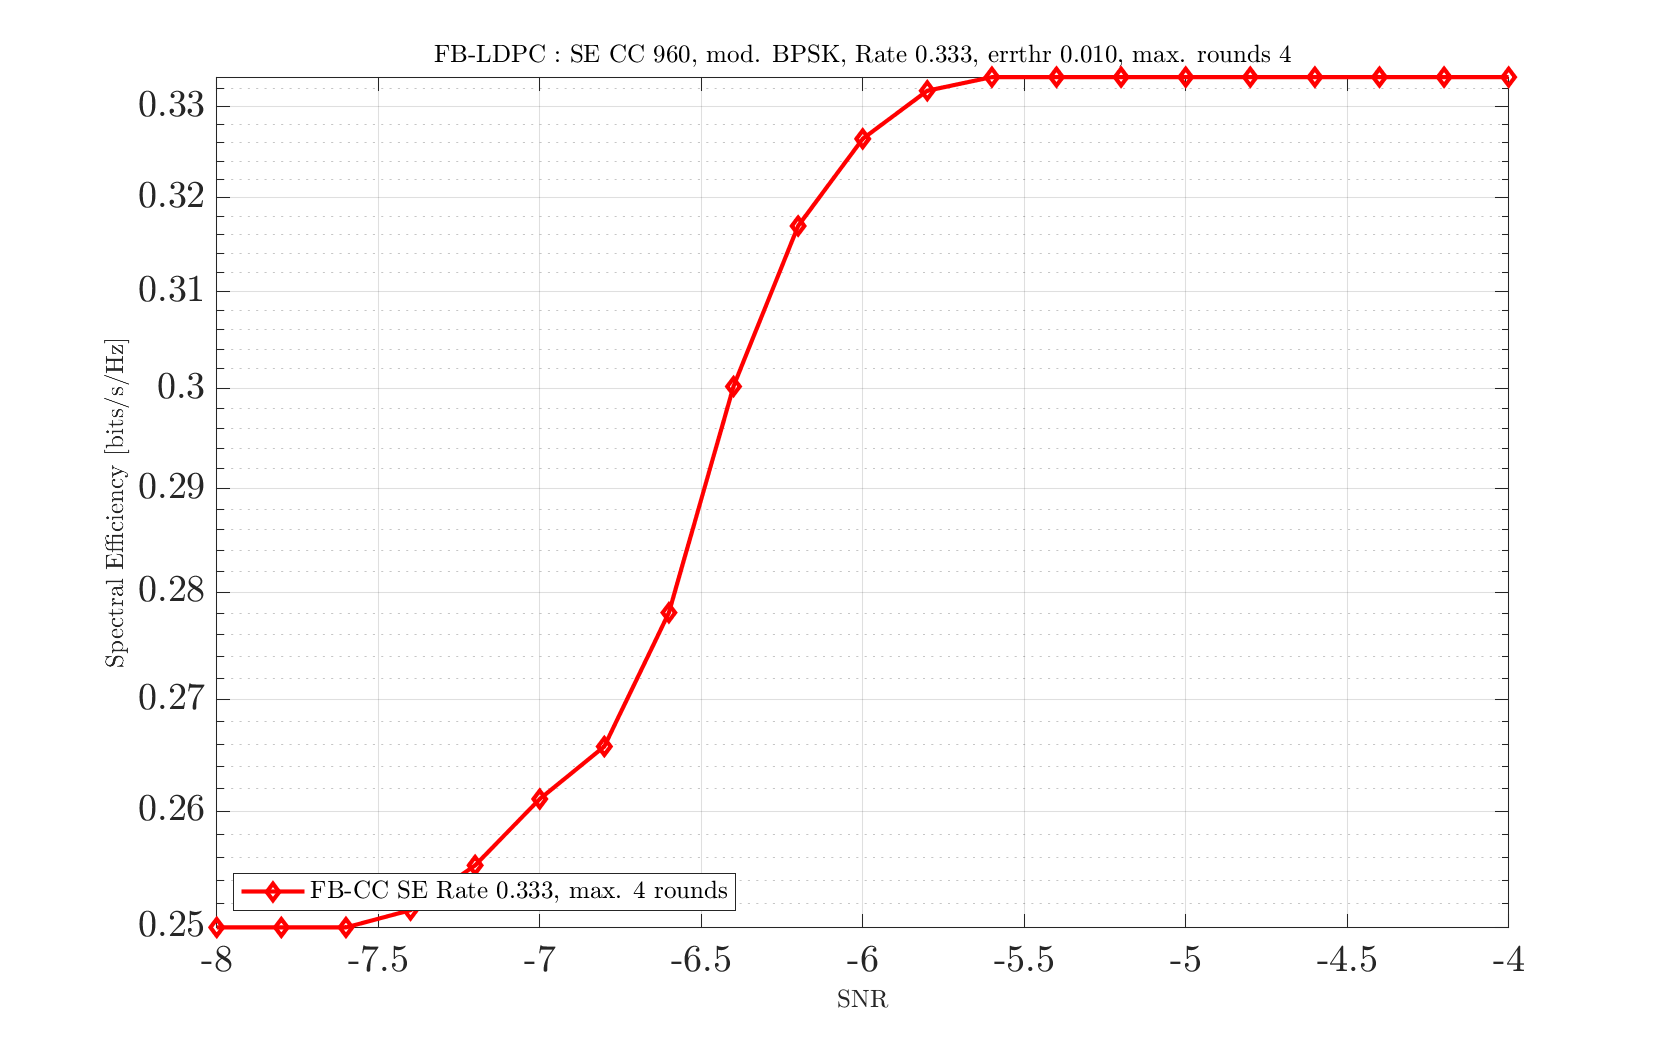 FB-LDPC : SE CC 960, mod. BPSK, Rate 0.333, errthr 0.010, max. rounds 4
0.33
0.32
0.31
0.3
0.29
0.28
0.27
0.26
0.25
Spectral Efficiency [bits/s/Hz]
FB-CC SE Rate 0.333, max. 4 rounds
-8 -7.5 -7 -6.5 -6 -5.5 -5 -4.5 -4
SNR